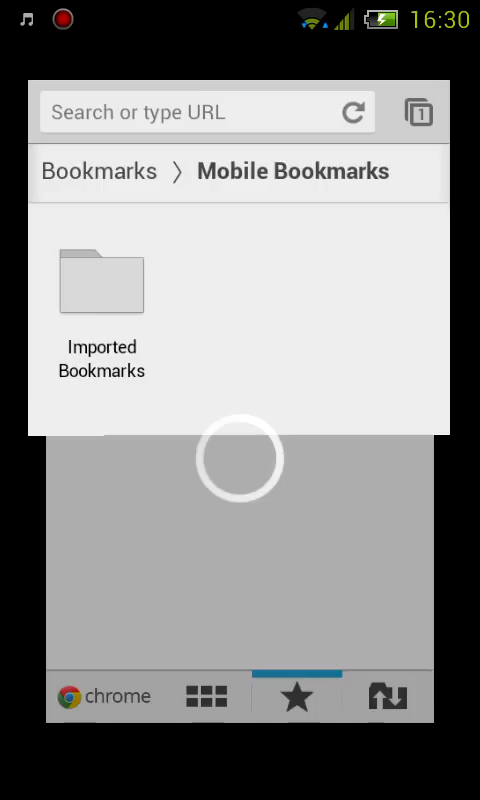 16:30
Search or type URL
1
Bookmarks
Mobile Bookmarks
Imported
Bookmarks
chrome